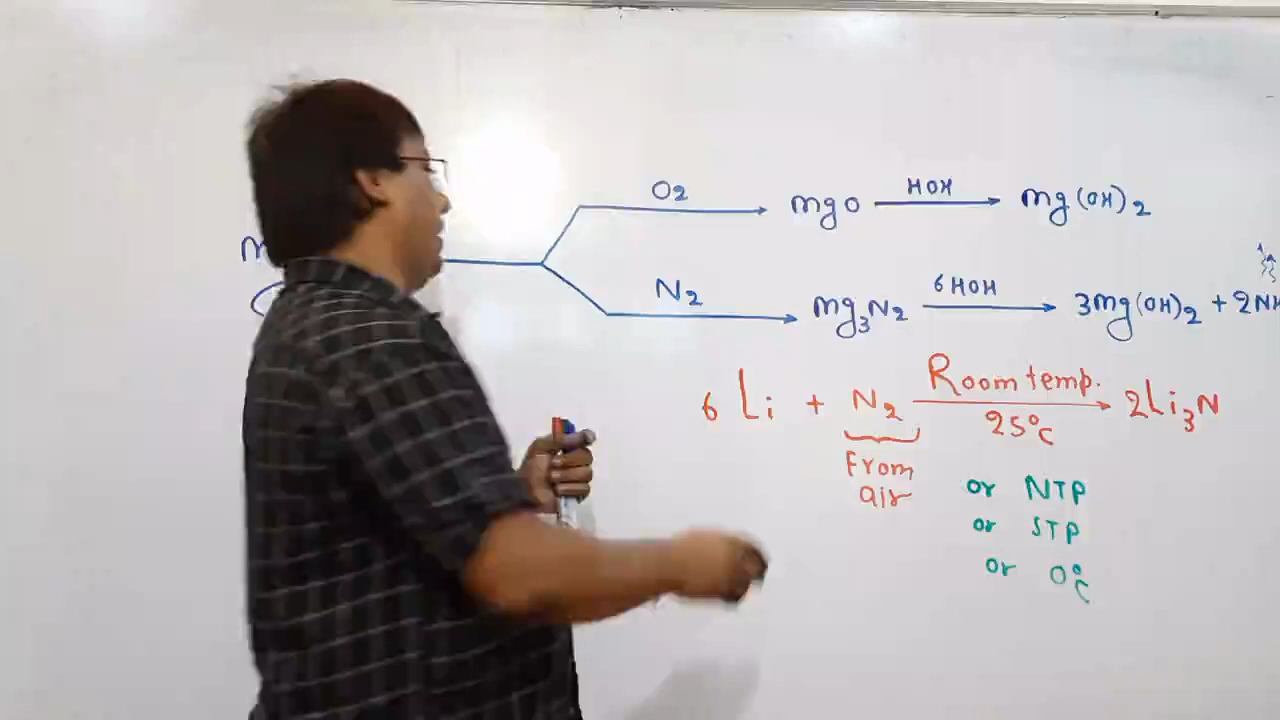 O2 mgO HOH mg(OH)2
N2 mg3N2 6HOH 3mg(OH)2 + 2NH
6 Li + N2 Room temp. 25°C 2Li3N
From
air
or NTP
or STP
or 0°C